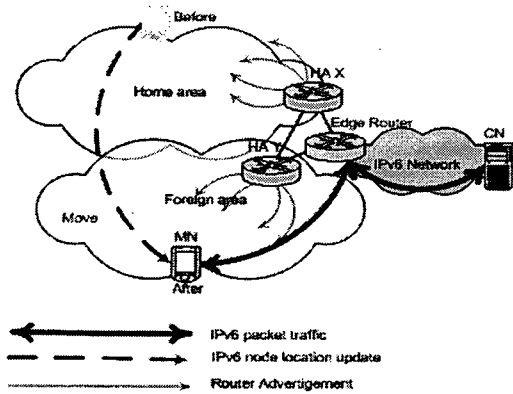 Before
HA X
Home area
Edge Router
CN
HA Y
IPv6 Network
Foreign area
Move
MN
After
IPv6 packet traffic
IPv6 node location update
Router Advertigement